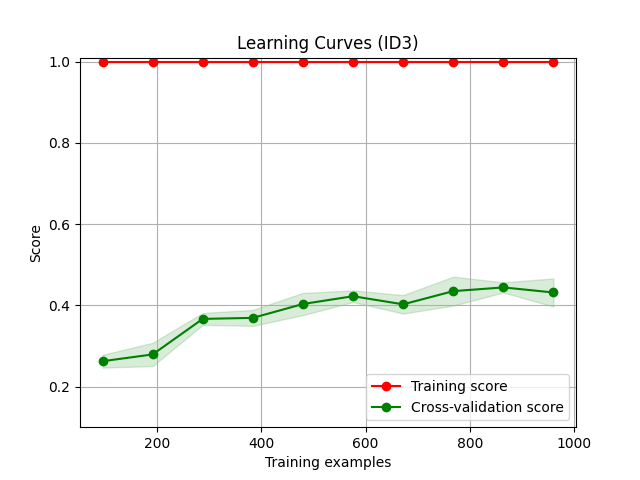 Learning Curves (ID3)
1.0
0.8
0.6
0.4
0.2
Score
Training score
Cross-validation score
200
400
600
800
1000
Training examples